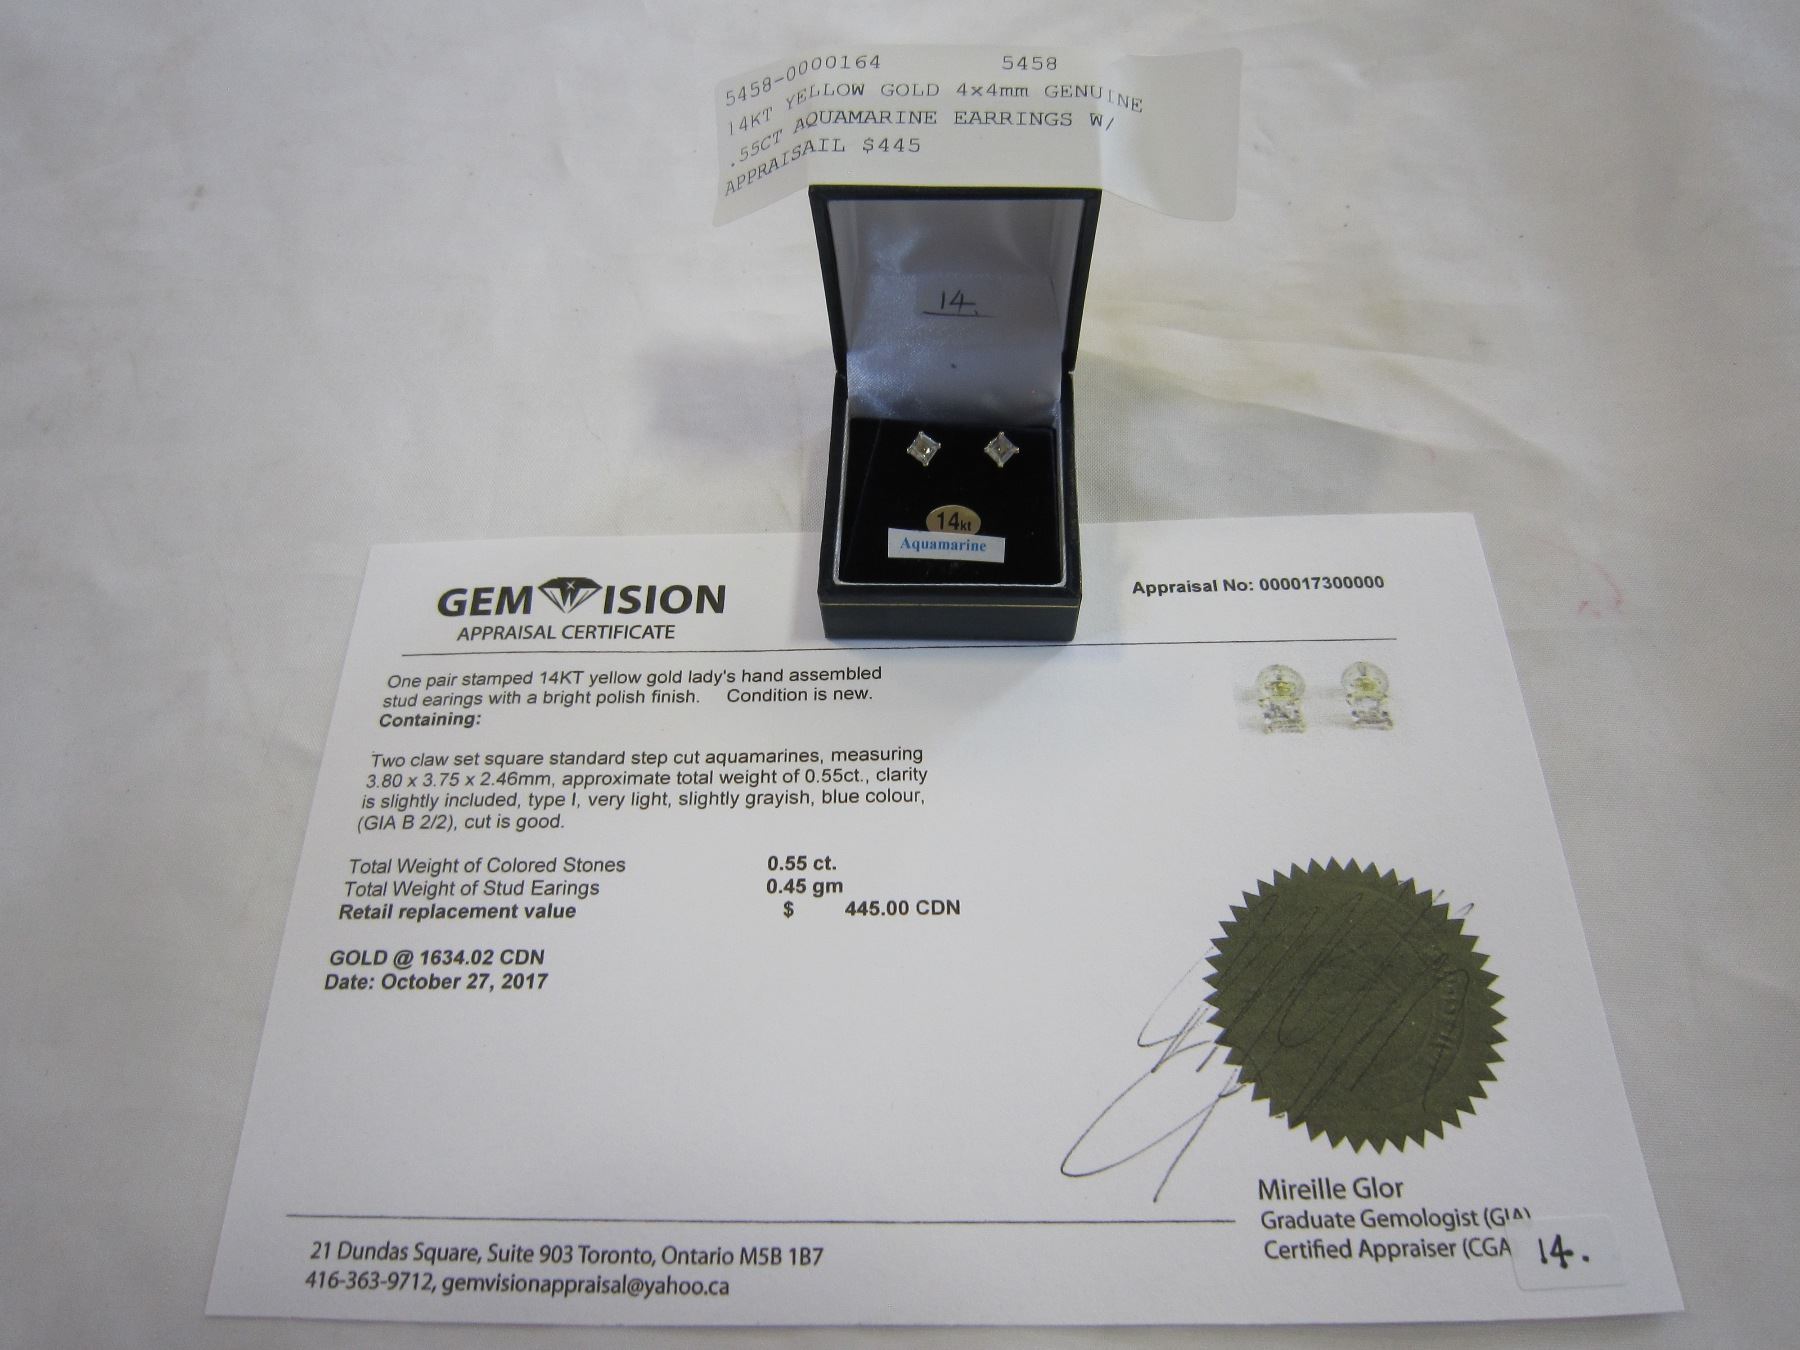 5458-0000164 5458
14KT YELLOW GOLD 4x4mm GENUINE
.55CT AQUAMARINE EARRINGS W/
APPRAISAIL $445
14.
14kt
Aquamarine
GEM VISION
APPRAISAL CERTIFICATE
Appraisal No: 000017300000
One pair stamped 14KT yellow gold lady's hand assembled
stud earings with a bright polish finish. Condition is new.
Containing:
Two claw set square standard step cut aquamarines, measuring
3.80 x 3.75 x 2.46mm, approximate total weight of 0.55ct., clarity
is slightly included, type I, very light, slightly grayish, blue colour,
(GIA B 2/2), cut is good.
Total Weight of Colored Stones 0.55 ct.
Total Weight of Stud Earings 0.45 gm
Retail replacement value $ 445.00 CDN
GOLD @ 1634.02 CDN
Date: October 27, 2017
Mireille Glor
Graduate Gemologist (GIA)
Certified Appraiser (CGA
14.
21 Dundas Square, Suite 903 Toronto, Ontario M5B 1B7
416-363-9712, gemvisionappraisal@yahoo.ca